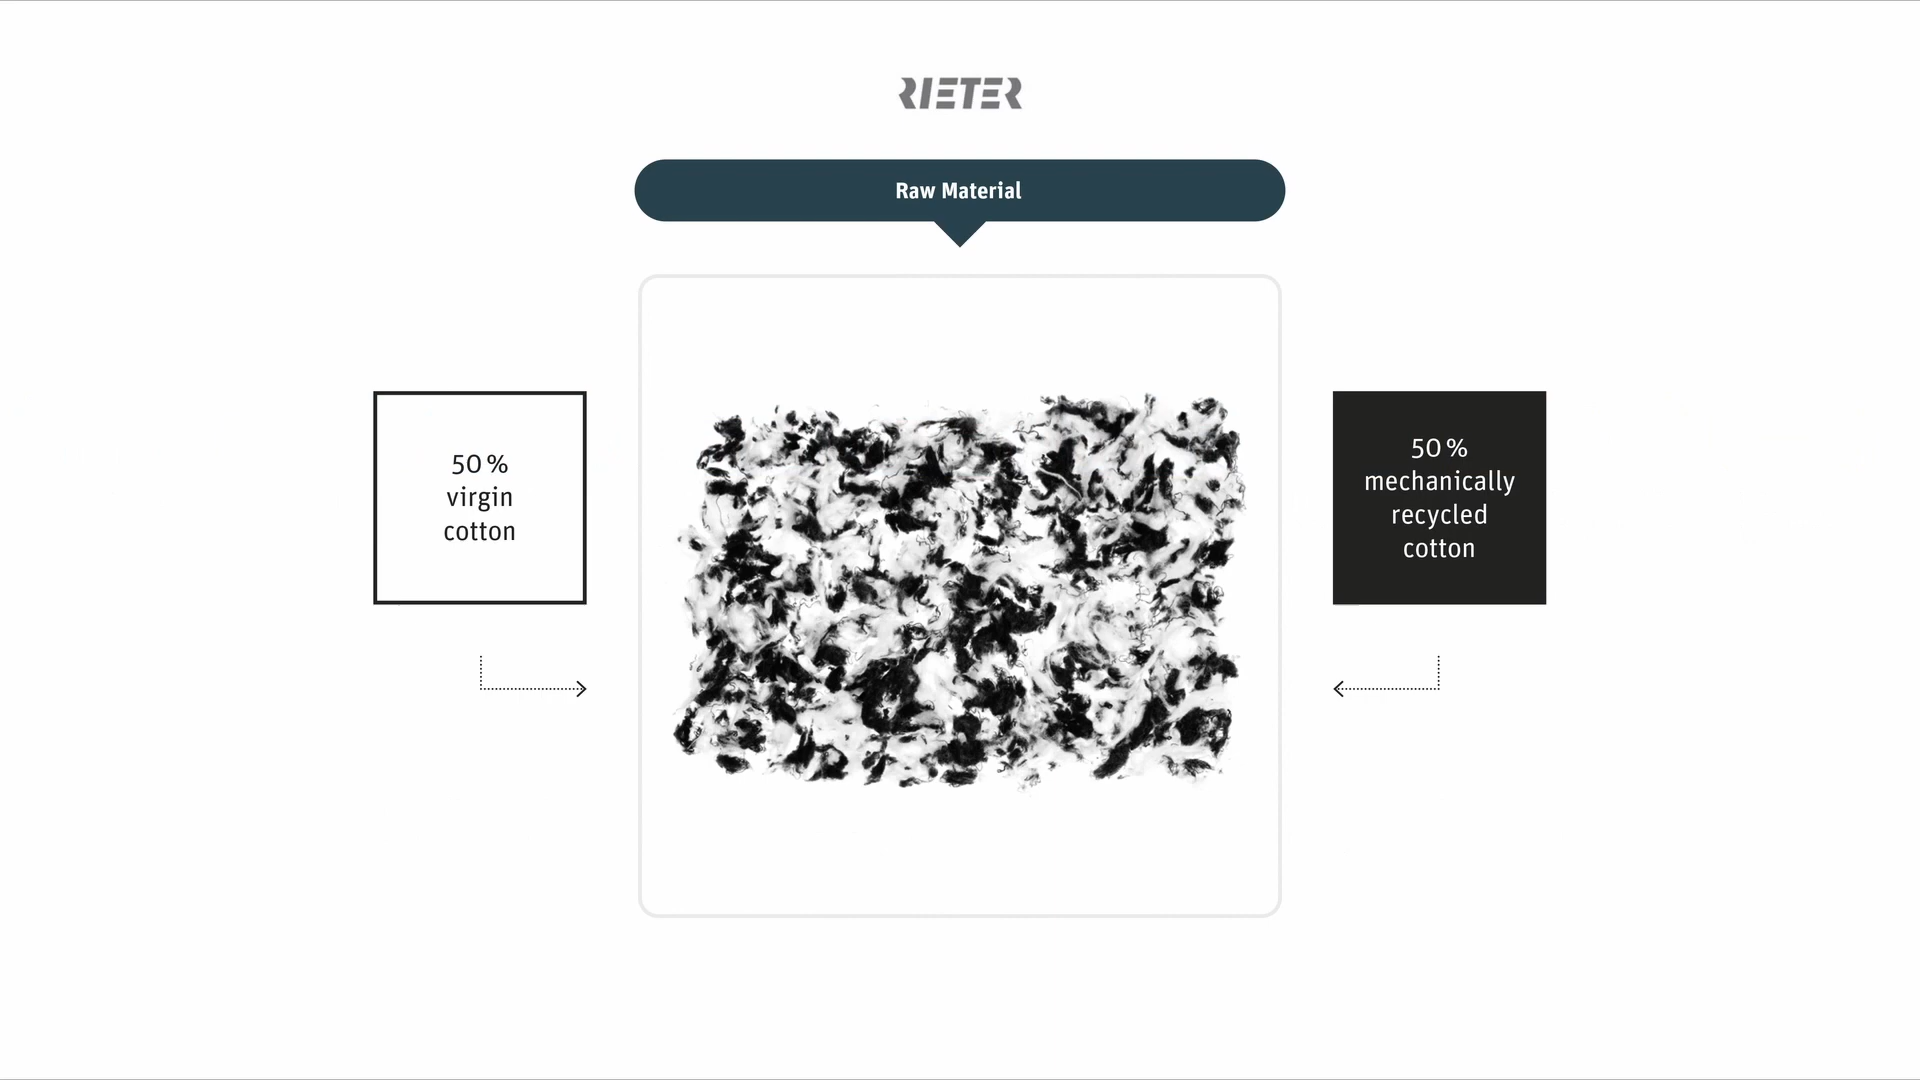 RIETER
Raw Material
50 %
virgin
cotton
50 %
mechanically
recycled
cotton